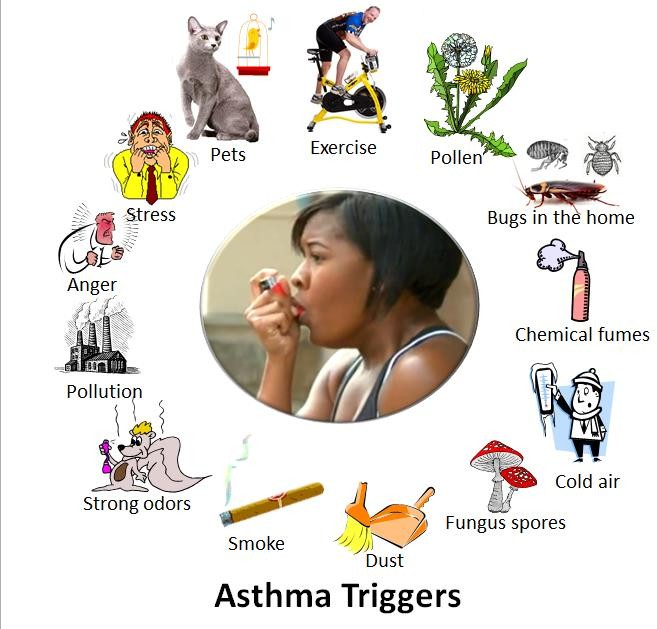 Pets
Exercise
Pollen
Bugs in the home
Chemical fumes
Cold air
Fungus spores
Dust
Smoke
Strong odors
Pollution
Anger
Stress
Asthma Triggers